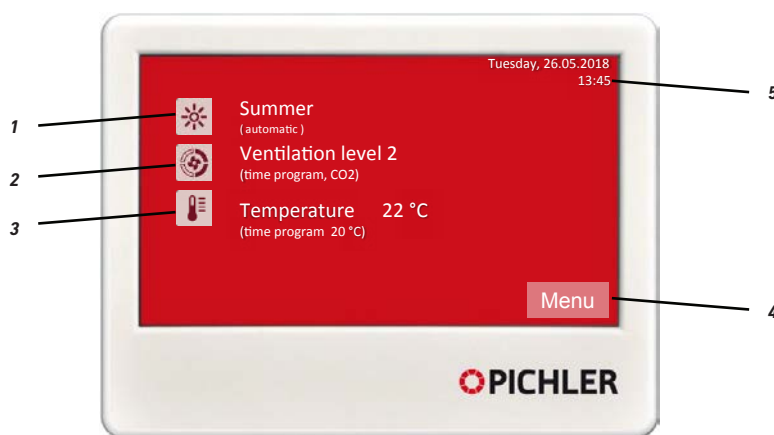 Tuesday, 26.05.2018
13:45
5
1
Summer
( automatic )
2
Ventilation level 2
(time program, CO2)
3
Temperature 22 °C
(time program 20 °C)
Menu
4
PICHLER